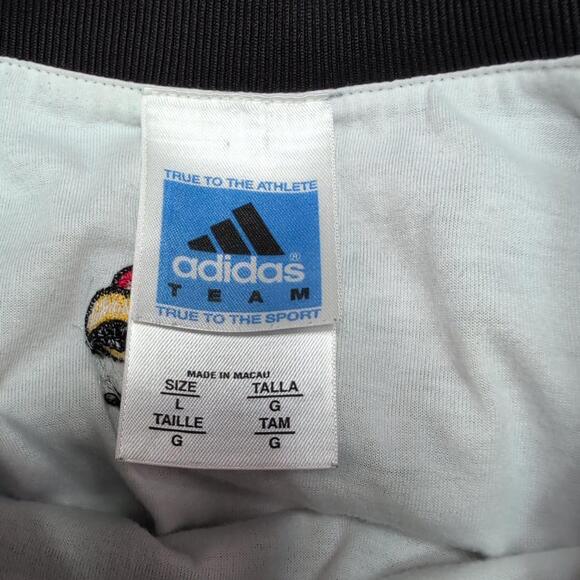 TRUE TO THE ATHLETE
adidas®
TEAM
TRUE TO THE SPORT
MADE IN MACAU
SIZE TALLA
L G
TAILLE TAM
G G